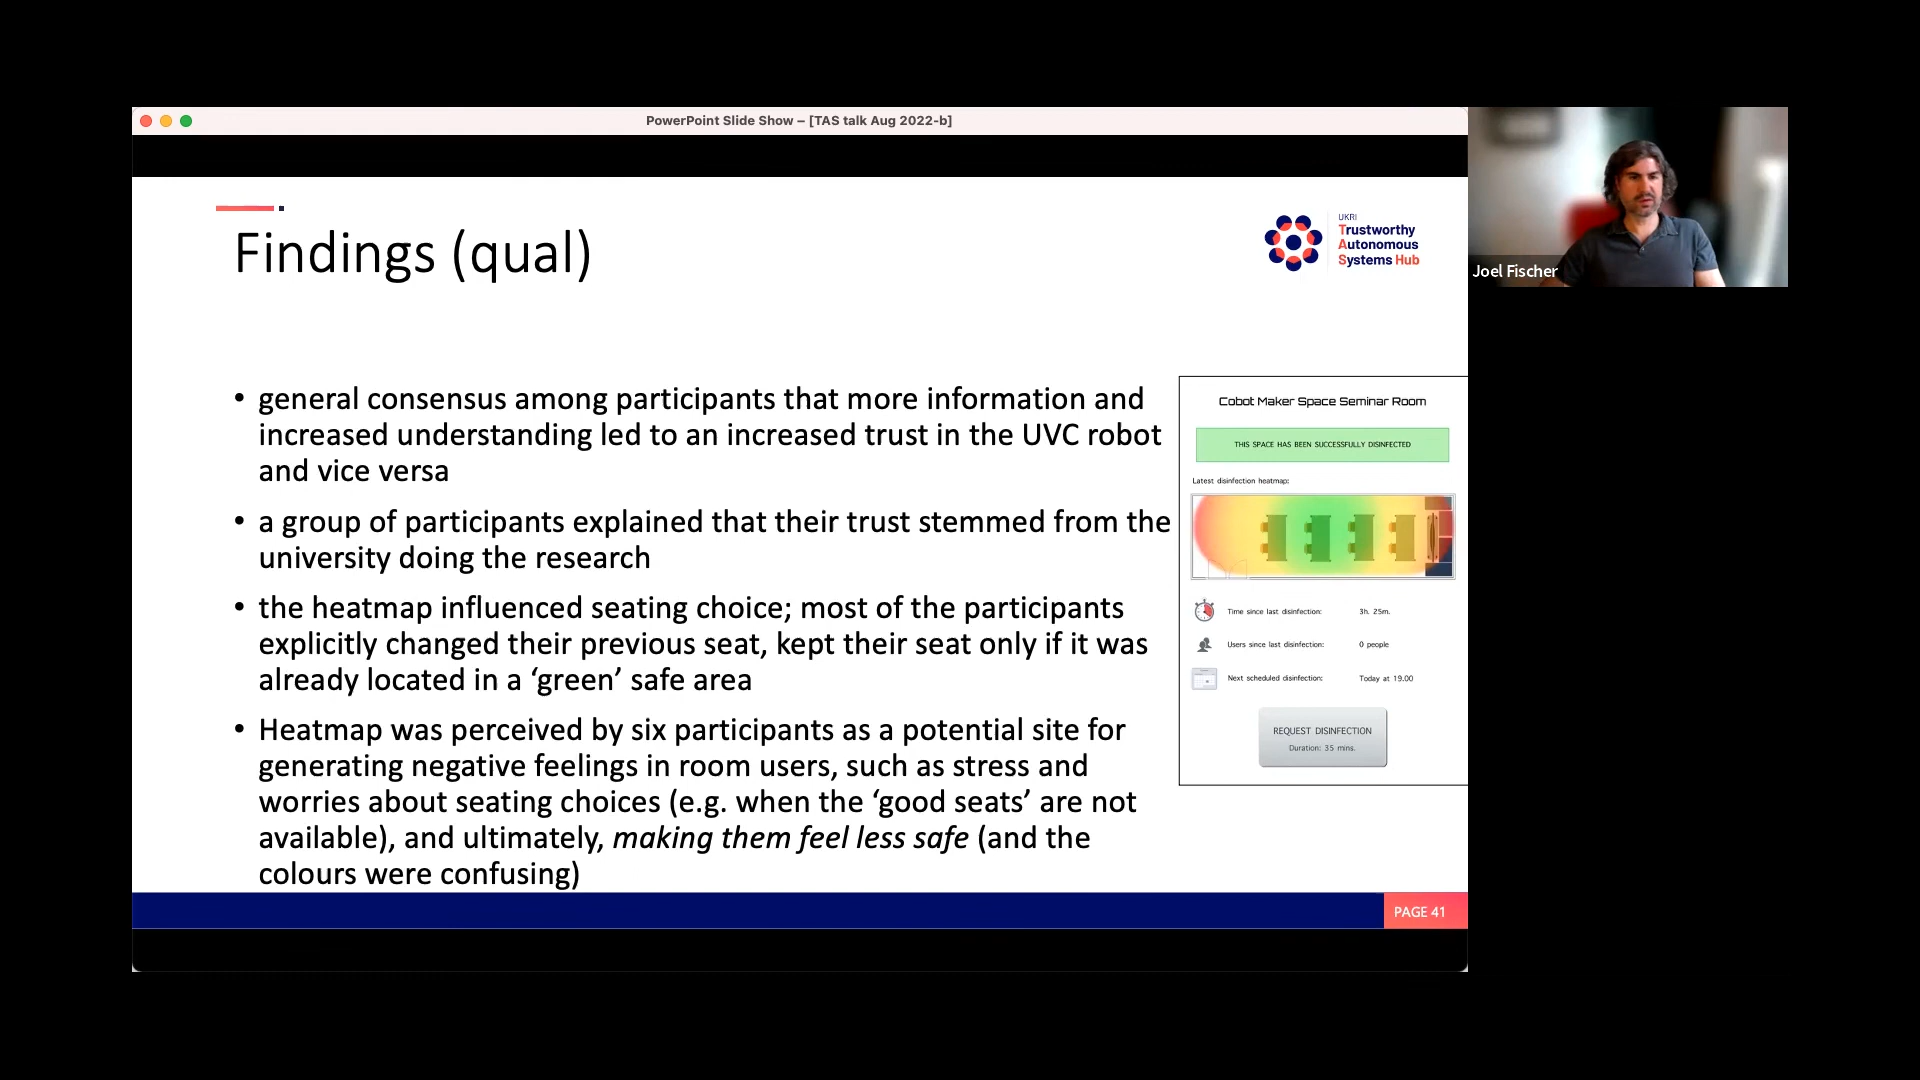 PowerPoint Slide Show – [TAS talk Aug 2022-b]
Findings (qual)
UKRI
Trustworthy
Autonomous
Systems Hub
Joel Fischer
• general consensus among participants that more information and
increased understanding led to an increased trust in the UVC robot
and vice versa
• a group of participants explained that their trust stemmed from the
university doing the research
• the heatmap influenced seating choice; most of the participants
explicitly changed their previous seat, kept their seat only if it was
already located in a ‘green’ safe area
• Heatmap was perceived by six participants as a potential site for
generating negative feelings in room users, such as stress and
worries about seating choices (e.g. when the ‘good seats’ are not
available), and ultimately, making them feel less safe (and the
colours were confusing)
Cobot Maker Space Seminar Room
THIS SPACE HAS BEEN SUCCESSFULLY DISINFECTED
Latest disinfection heatmap:
Time since last disinfection: 3h. 25m.
Users since last disinfection: 0 people
Next scheduled disinfection: Today at 19.00
REQUEST DISINFECTION
Duration: 35 mins.
PAGE 41